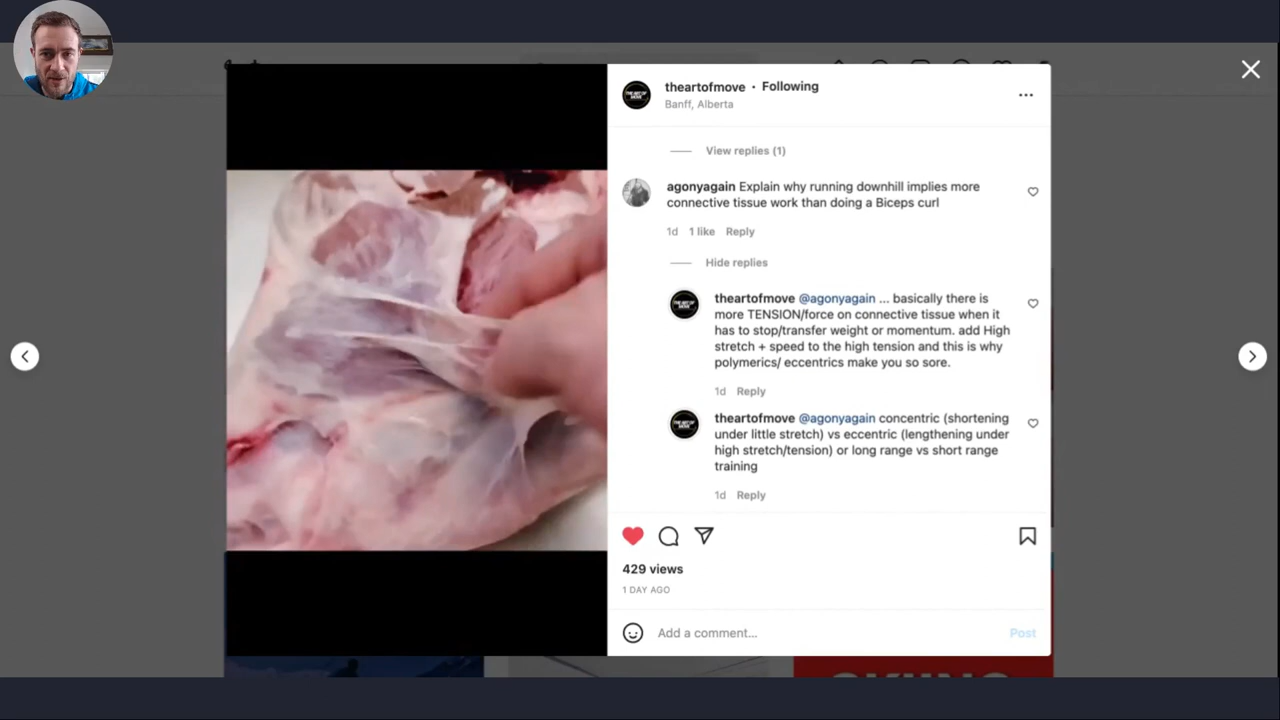 theartofmove • Following
Banff, Alberta
View replies (1)
agonyagain Explain why running downhill implies more
connective tissue work than doing a Biceps curl
1d 1 like Reply
Hide replies
theartofmove @agonyagain ... basically there is
more TENSION/force on connective tissue when it
has to stop/transfer weight or momentum. add High
stretch + speed to the high tension and this is why
polymerics/ eccentrics make you so sore.
1d Reply
theartofmove @agonyagain concentric (shortening
under little stretch) vs eccentric (lengthening under
high stretch/tension) or long range vs short range
training
1d Reply
429 views
1 DAY AGO
Add a comment...
Post